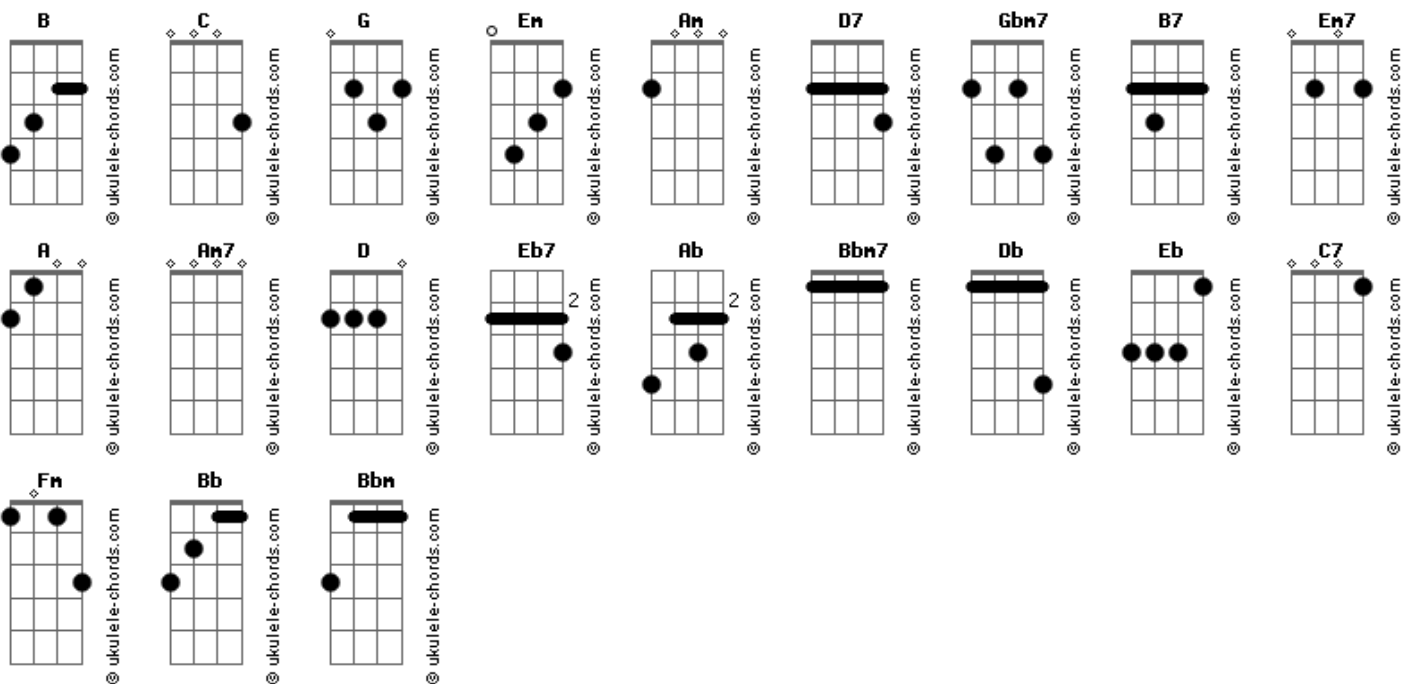 B C G Em Am D7 Gbm7 B7 Em7
© ukulele-chords.com © ukulele-chords.com © ukulele-chords.com © ukulele-chords.com © ukulele-chords.com © ukulele-chords.com © ukulele-chords.com © ukulele-chords.com © ukulele-chords.com
A Am7 D Eb7 Ab Bbm7 Db Eb C7
2 2
© ukulele-chords.com © ukulele-chords.com © ukulele-chords.com © ukulele-chords.com © ukulele-chords.com © ukulele-chords.com © ukulele-chords.com © ukulele-chords.com © ukulele-chords.com
Fm Bb Bbm
© ukulele-chords.com © ukulele-chords.com © ukulele-chords.com